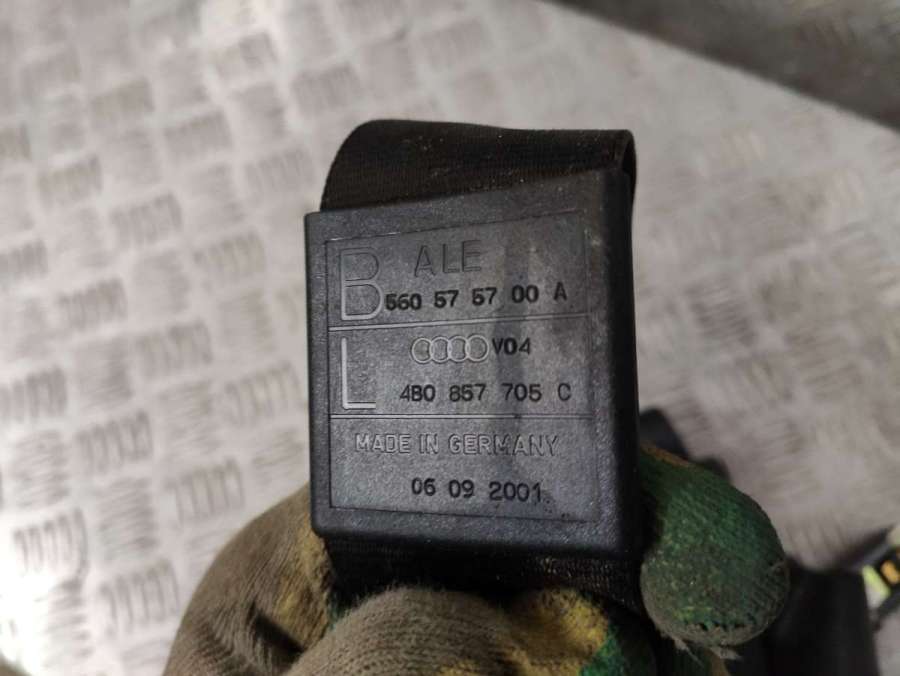 B ALE
560 57 57 00 A
L V04
4B0 857 705 C
MADE IN GERMANY
06 09 2001